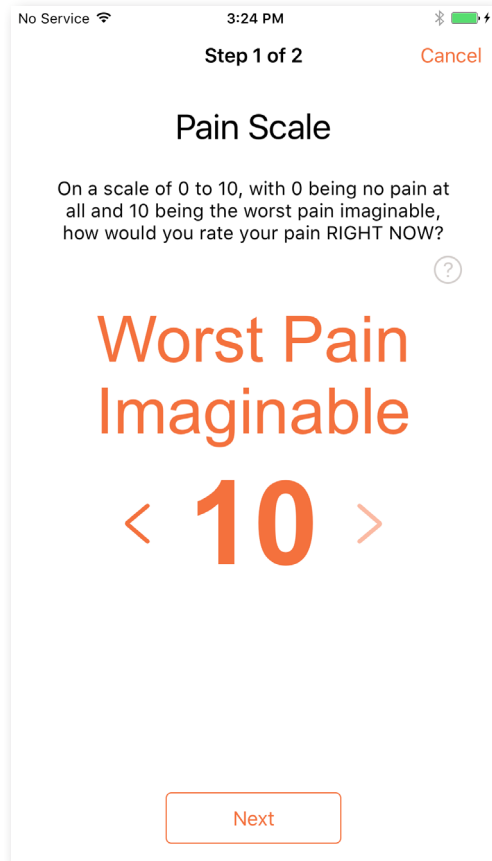 No Service 3:24 PM
Step 1 of 2 Cancel
Pain Scale
On a scale of 0 to 10, with 0 being no pain at
all and 10 being the worst pain imaginable,
how would you rate your pain RIGHT NOW?
?
Worst Pain
Imaginable
< 10 >
Next